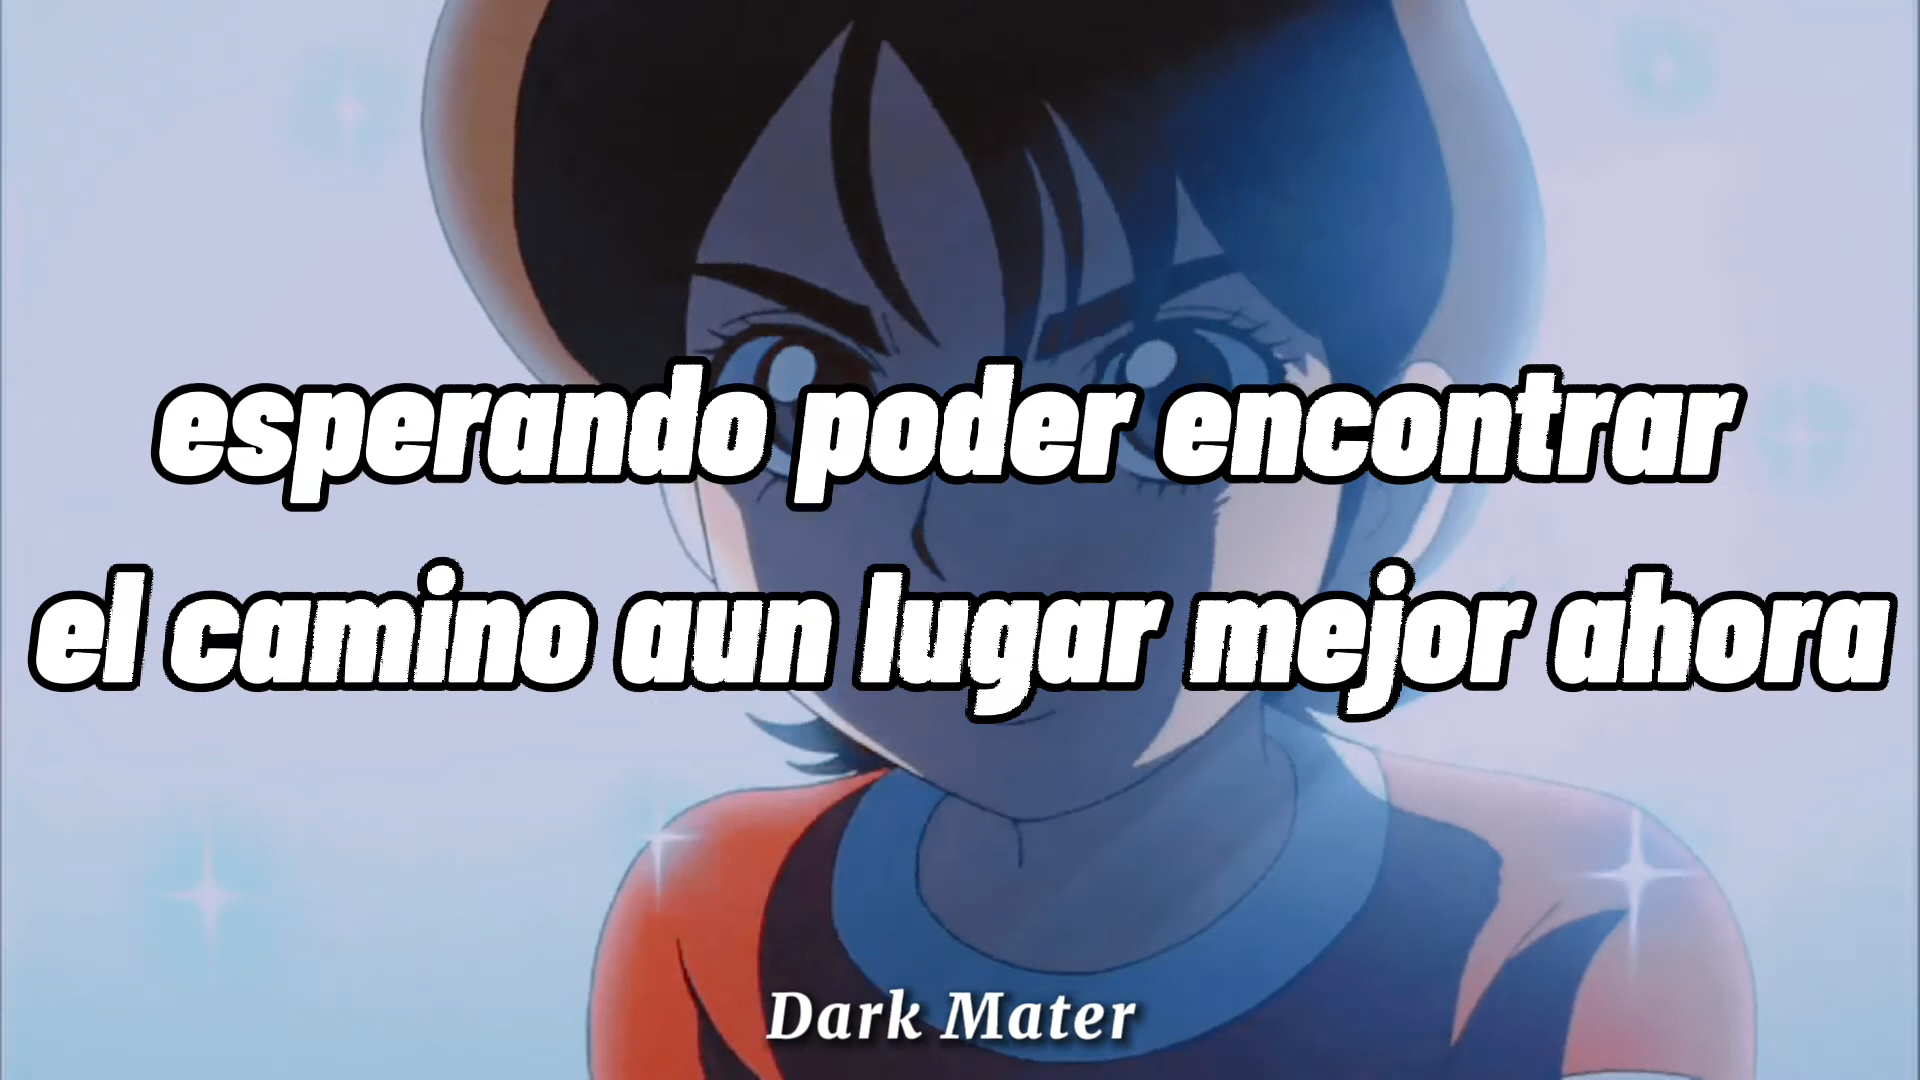 esperando poder encontrar
el camino aun lugar mejor ahora
Dark Mater